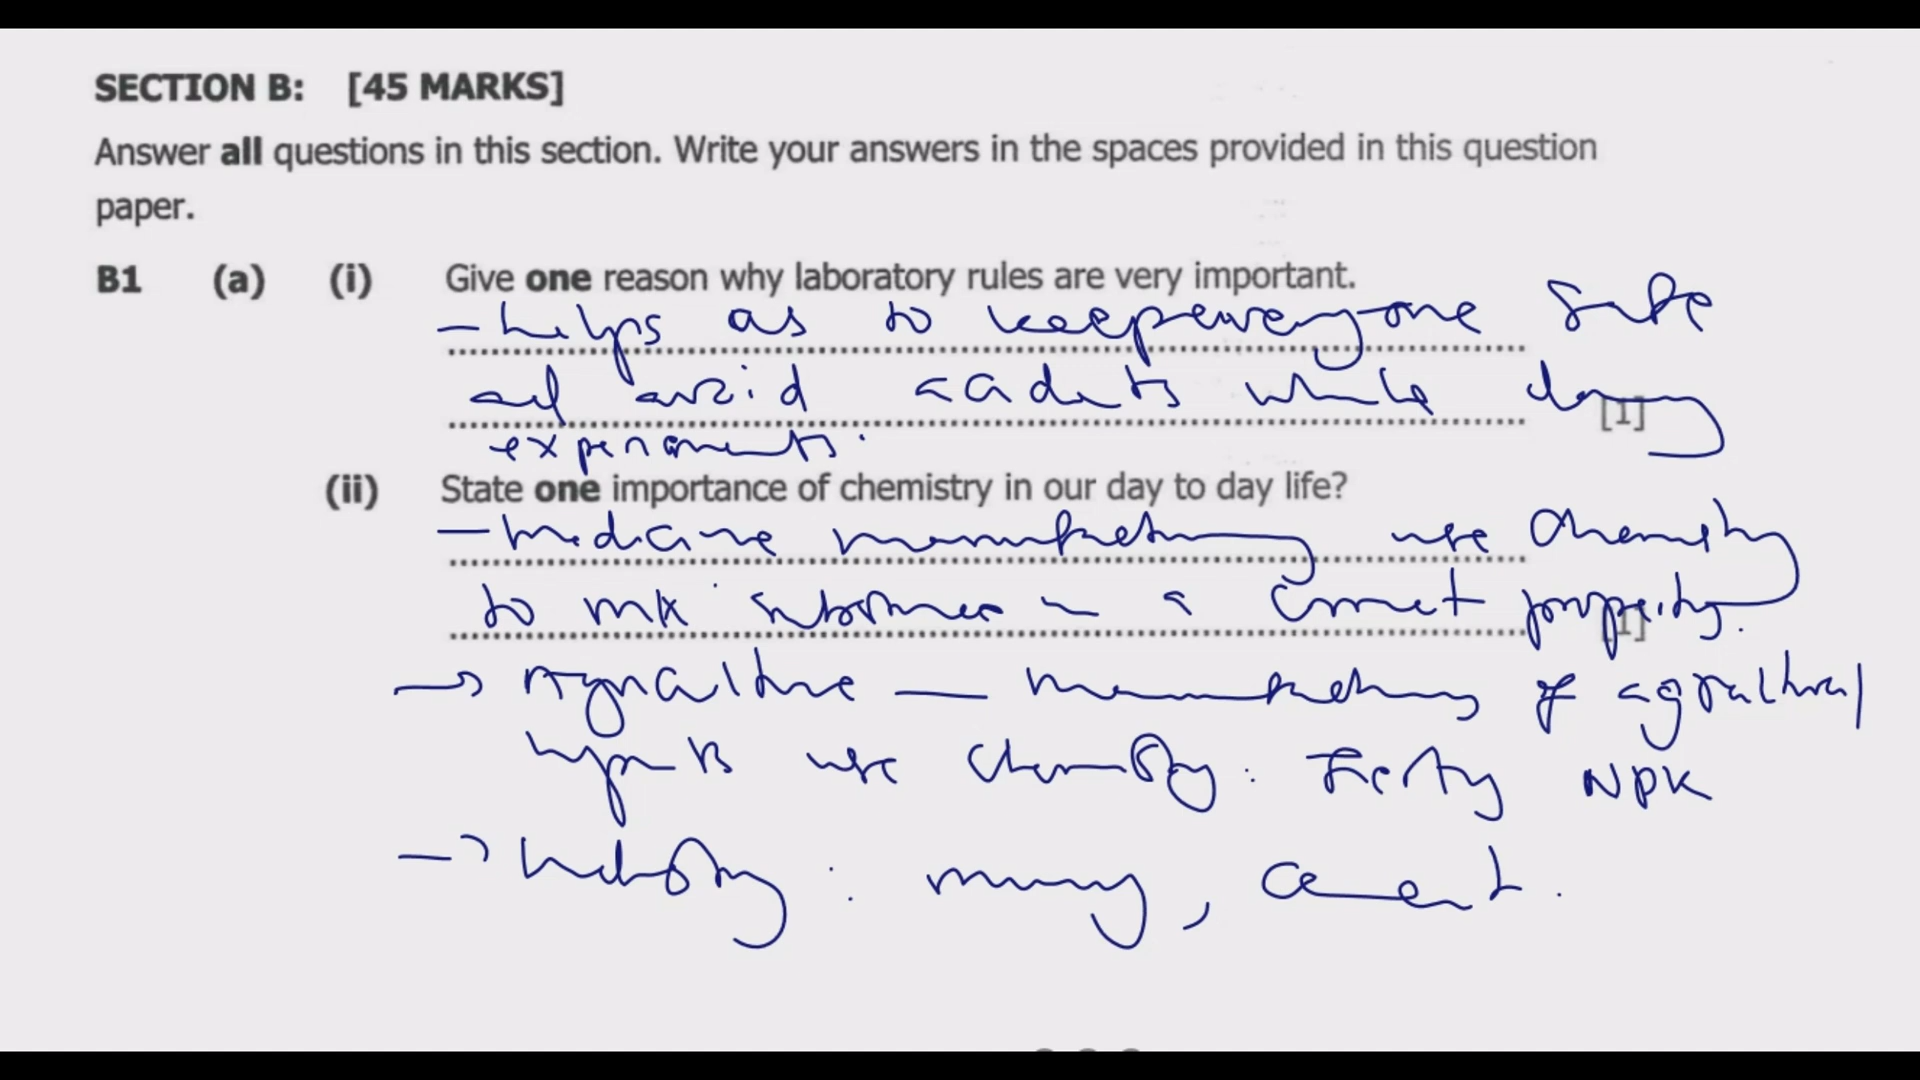 SECTION B: [45 MARKS]
Answer all questions in this section. Write your answers in the spaces provided in this question
paper.
B1 (a) (i) Give one reason why laboratory rules are very important.
- helps as to keep everyone safe
and avoid accidents while doing
[1]
experiments.
(ii) State one importance of chemistry in our day to day life?
- medicine manufacturing use Chemistry
to mix substances in a correct
[1]
→ Agriculture — manufacturing of agricultural
inputs use chemistry: NPK
→ Industry: mining, cement.